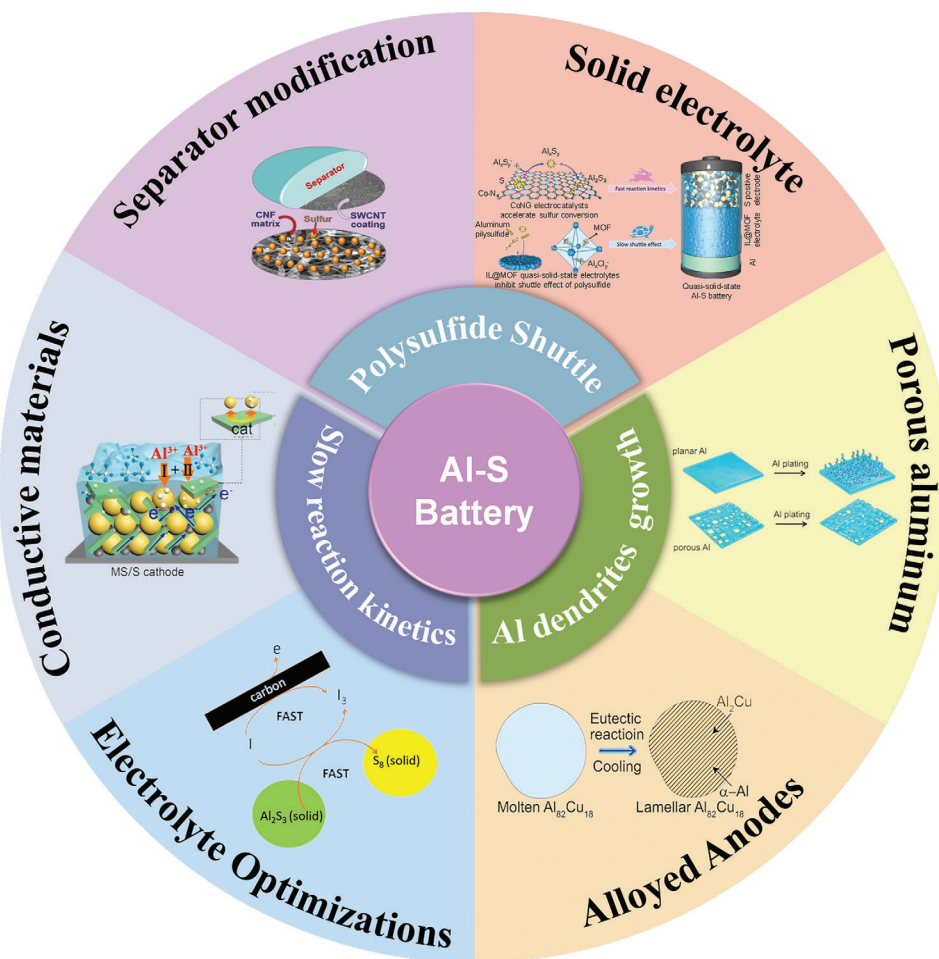 Separator modification
Separator
CNF
matrix
Sulfur
SWCNT
coating
Solid electrolyte
AlₓSᵧ⁻
AlₓSᵧ
S
Al₂S₃
Co-N₄
CoNG electrocatalysts
accelerate sulfur conversion
Fast reaction kinetics
Aluminum
polysulfide
MOF
AlₓClᵧ⁻
Slow shuttle effect
IL@MOF quasi-solid-state electrolytes
inhibit shuttle effect of polysulfide
S positive
electrode
IL@MOF
electrolyte
Al
Quasi-solid-state
Al-S battery
Porous aluminum
planar Al
Al plating
porous Al
Al plating
Alloyed Anodes
Molten Al₈₂Cu₁₈
Eutectic
reactioin
Cooling
Al₂Cu
α–Al
Lamellar Al₈₂Cu₁₈
Electrolyte Optimizations
e
carbon
FAST
I₃
I
FAST
S₈ (solid)
Al₂S₃ (solid)
Conductive materials
cat
Al³⁺ Al³⁺
I + II
e⁻
e⁻ e⁻
MS/S cathode
Polysulfide Shuttle
Al dendrites growth
Slow reaction kinetics
Al-S
Battery